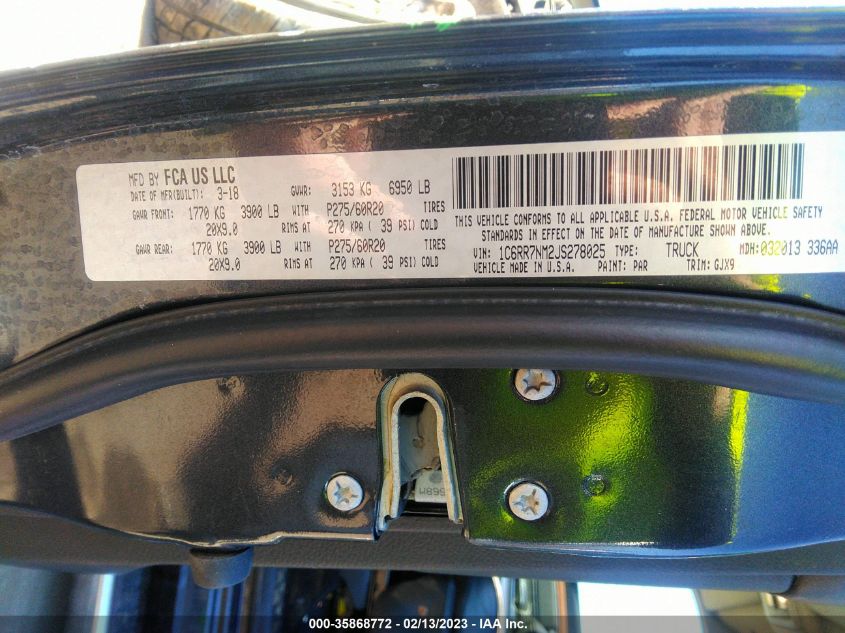 MFD BY FCA US LLC
DATE OF MFR(BUILT): 3-18 GVWR: 3153 KG 6950 LB
GAWR FRONT: 1770 KG 3900 LB WITH P275/60R20 TIRES
20X9.0 RIMS AT 270 KPA ( 39 PSI) COLD
GAWR REAR: 1770 KG 3900 LB WITH P275/60R20 TIRES
20X9.0 RIMS AT 270 KPA ( 39 PSI) COLD
THIS VEHICLE CONFORMS TO ALL APPLICABLE U.S.A. FEDERAL MOTOR VEHICLE SAFETY
STANDARDS IN EFFECT ON THE DATE OF MANUFACTURE SHOWN ABOVE.
VIN: 1C6RR7NM2JS278025 TYPE: TRUCK MDH:032013 336AA
VEHICLE MADE IN U.S.A. PAINT: PAR TRIM: GJX9
568M
000-35868772 - 02/13/2023 - IAA Inc.